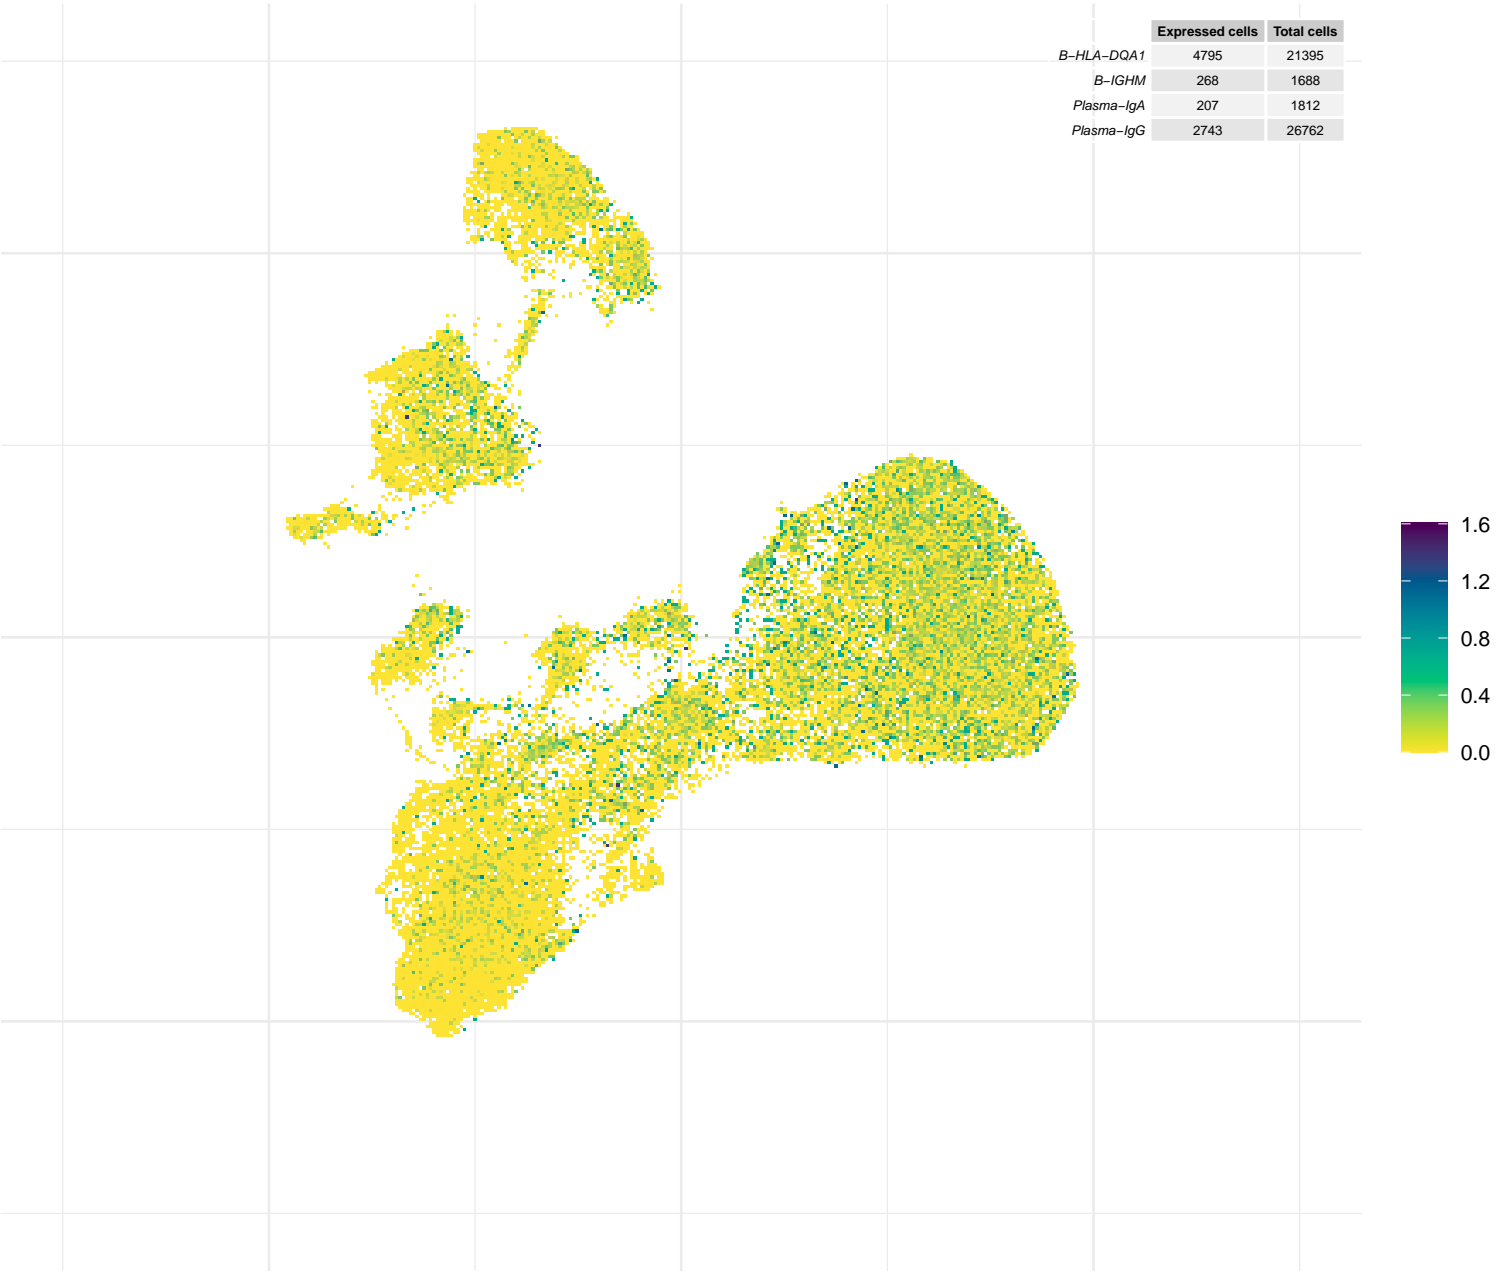 Expressed cells Total cells
B-HLA-DQA1 4795 21395
B-IGHM 268 1688
Plasma-IgA 207 1812
Plasma-IgG 2743 26762
1.6
1.2
0.8
0.4
0.0